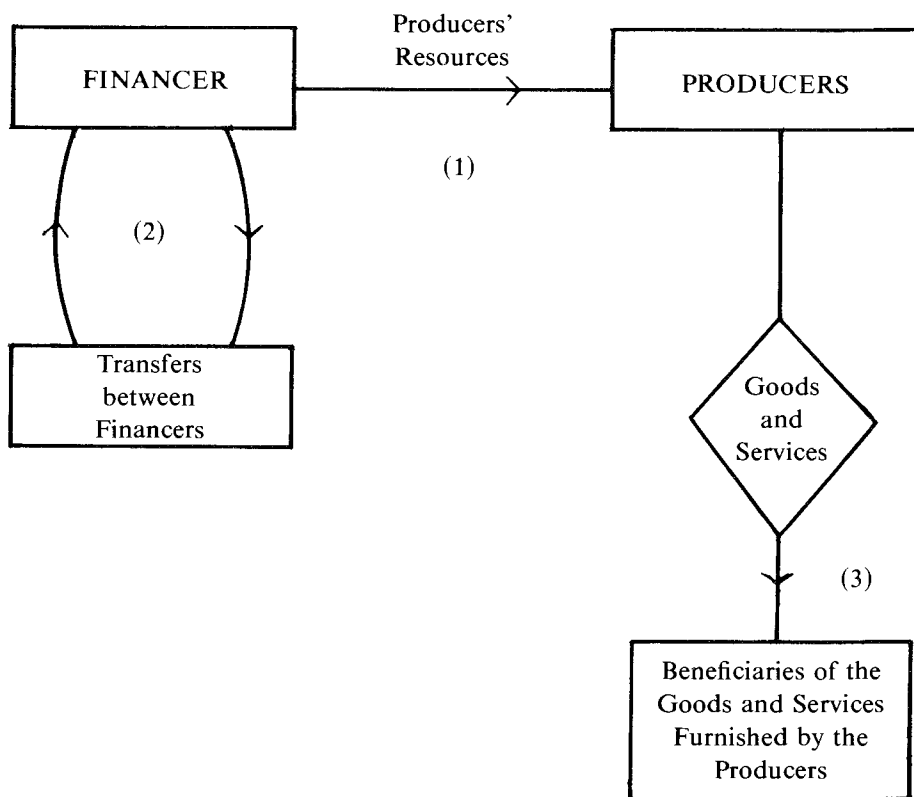 Producers'
Resources
FINANCER
PRODUCERS
(1)
(2)
Transfers
between
Financers
Goods
and
Services
(3)
Beneficiaries of the
Goods and Services
Furnished by the
Producers